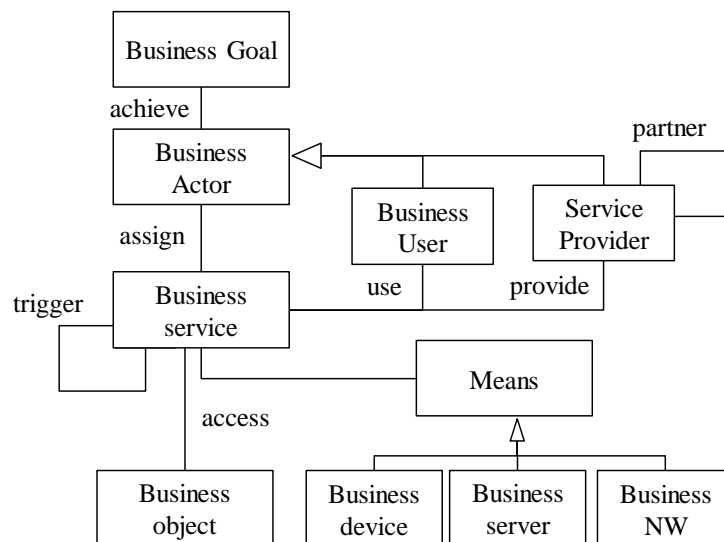 Business Goal
achieve
Business
Actor
partner
Business
User
Service
Provider
assign
trigger
Business
service
use
provide
Means
access
Business
object
Business
device
Business
server
Business
NW